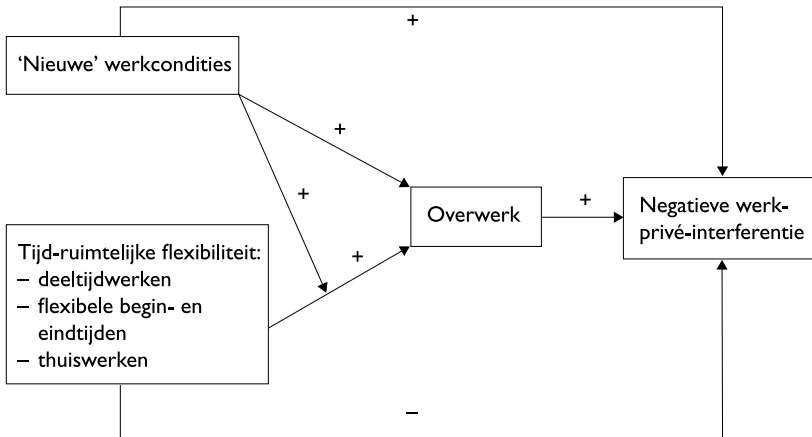 +
'Nieuwe' werkcondities
+
+
Overwerk
+
Negatieve werk-
privé-interferentie
Tijd-ruimtelijke flexibiliteit:
– deeltijdwerken
– flexibele begin- en
eindtijden
– thuiswerken
+
–